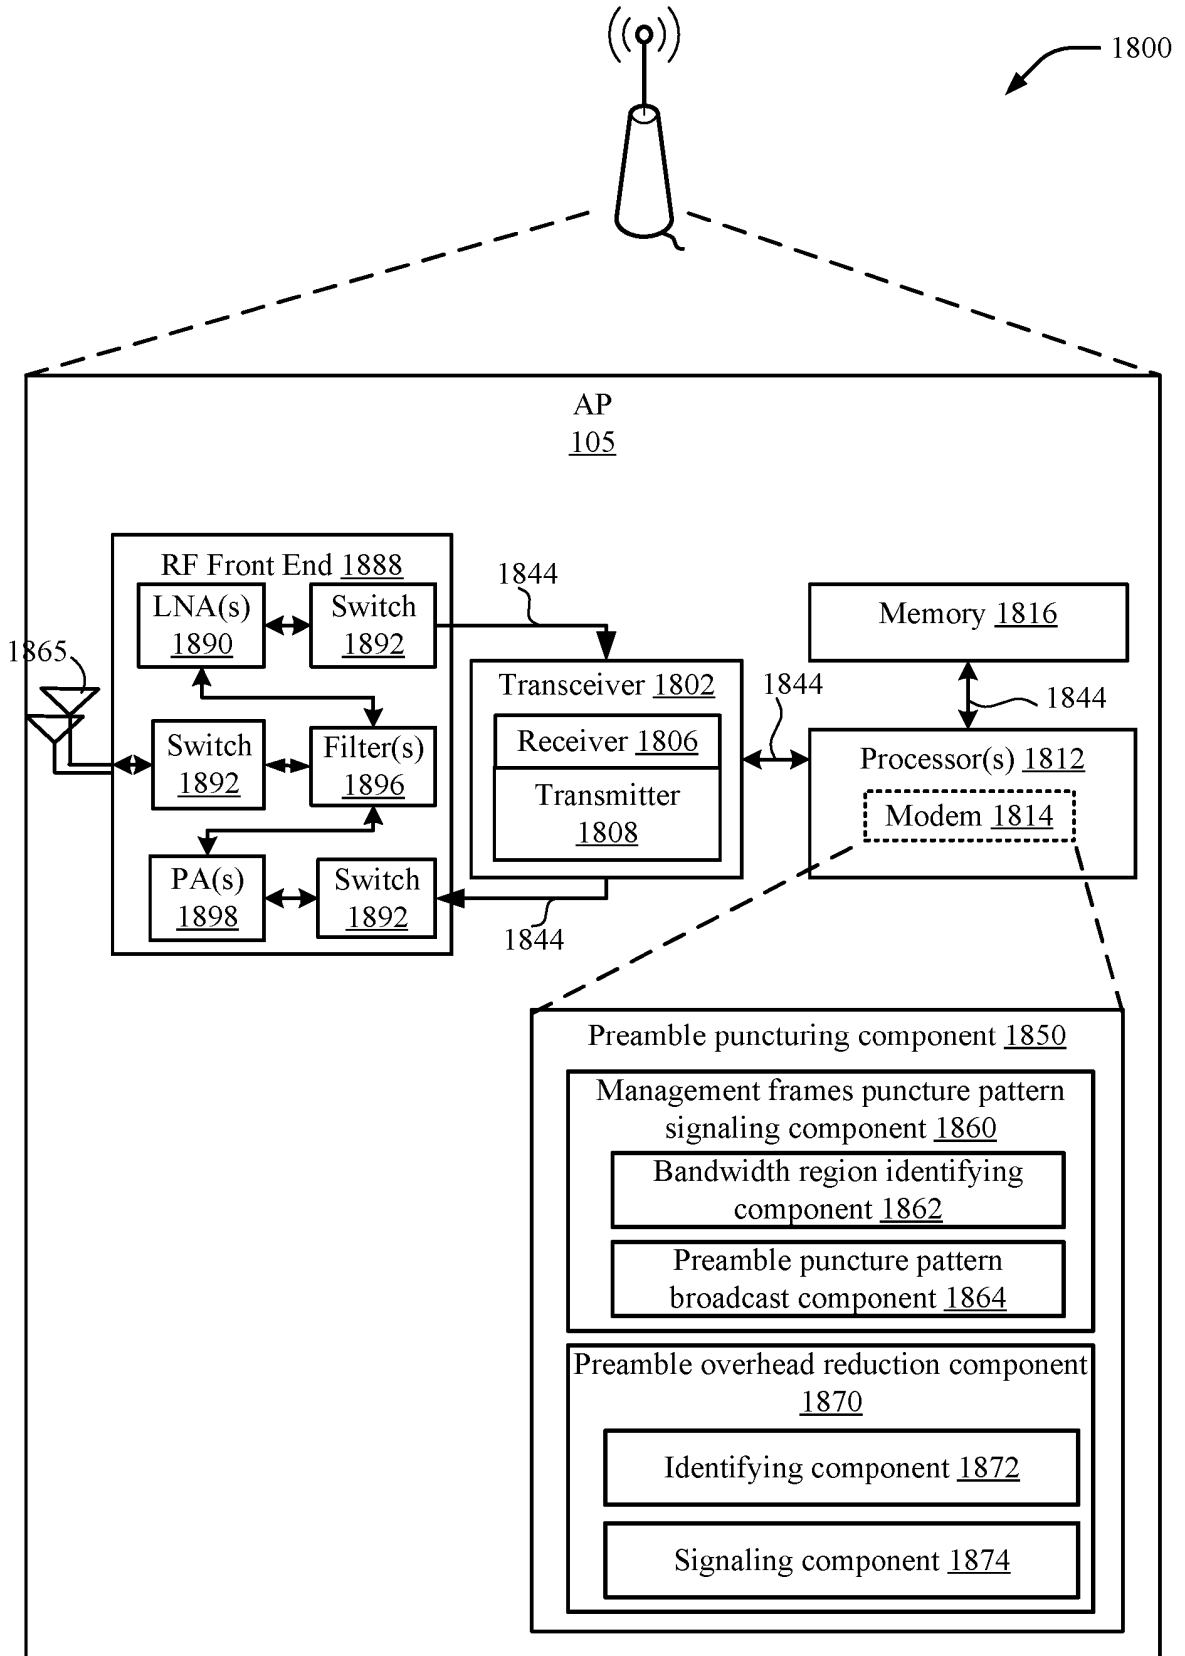 1800
AP
105
RF Front End 1888
LNA(s)
1890
Switch
1892
1844
Memory 1816
1865
Transceiver 1802
1844
1844
Receiver 1806
Switch
1892
Filter(s)
1896
Processor(s) 1812
Transmitter
1808
Modem 1814
PA(s)
1898
Switch
1892
1844
Preamble puncturing component 1850
Management frames puncture pattern
signaling component 1860
Bandwidth region identifying
component 1862
Preamble puncture pattern
broadcast component 1864
Preamble overhead reduction component
1870
Identifying component 1872
Signaling component 1874